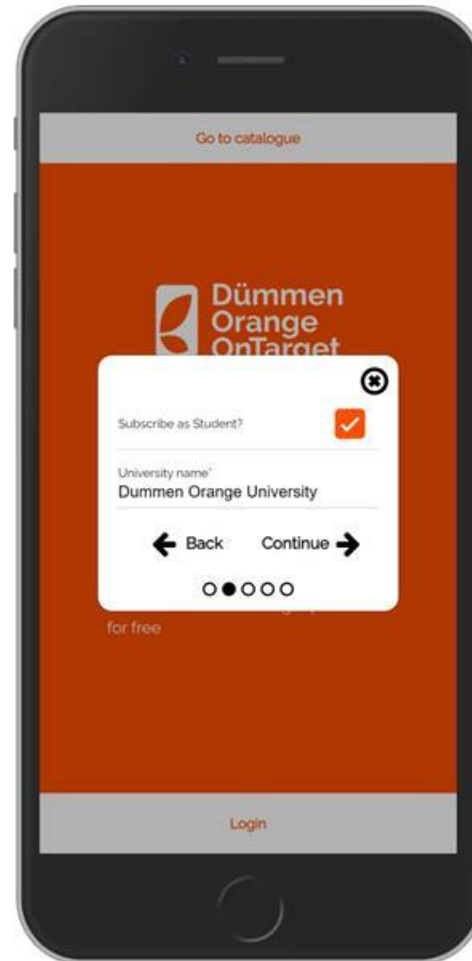 Go to catalogue
Dümmen
Orange
OnTarget
Subscribe as Student?
University name*
Dummen Orange University
Back Continue
for free
Login